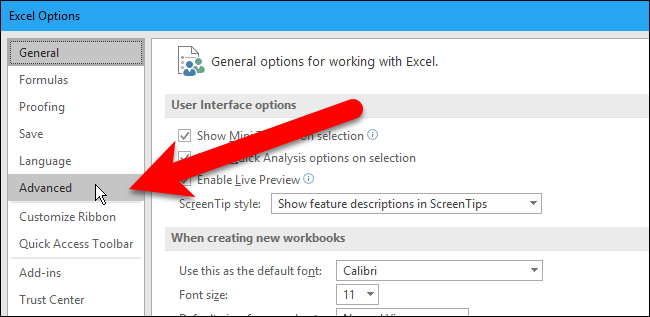 Excel Options
General
Formulas
Proofing
Save
Language
Advanced
Customize Ribbon
Quick Access Toolbar
Add-ins
Trust Center
General options for working with Excel.
User Interface options
Show Mini on selection
Quick Analysis options on selection
Enable Live Preview
ScreenTip style: Show feature descriptions in ScreenTips
When creating new workbooks
Use this as the default font: Calibri
Font size: 11